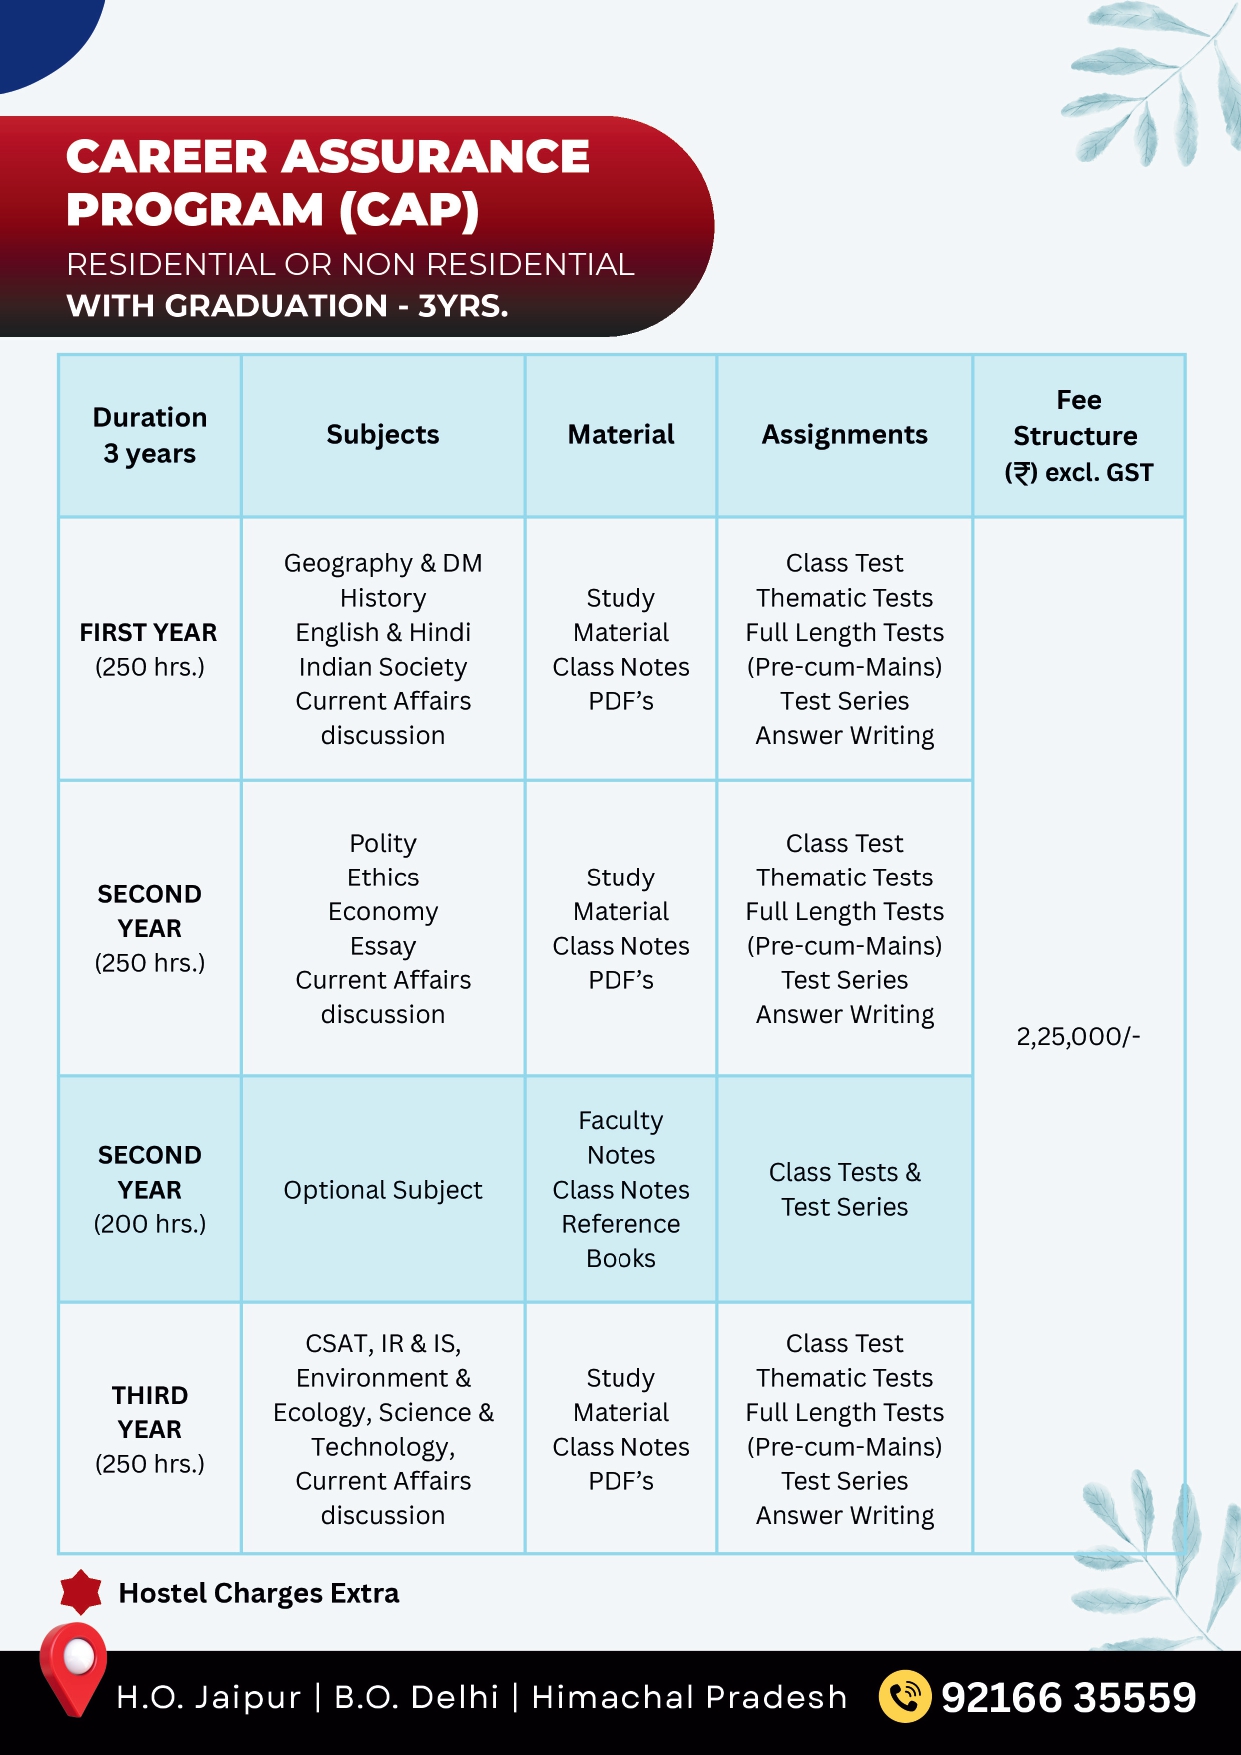 CAREER ASSURANCE
PROGRAM (CAP)
RESIDENTIAL OR NON RESIDENTIAL
WITH GRADUATION - 3YRS.
Duration
3 years
Subjects
Material
Assignments
Fee
Structure
(₹) excl. GST
FIRST YEAR
(250 hrs.)
Geography & DM
History
English & Hindi
Indian Society
Current Affairs
discussion
Study
Material
Class Notes
PDF’s
Class Test
Thematic Tests
Full Length Tests
(Pre-cum-Mains)
Test Series
Answer Writing
SECOND
YEAR
(250 hrs.)
Polity
Ethics
Economy
Essay
Current Affairs
discussion
Study
Material
Class Notes
PDF’s
Class Test
Thematic Tests
Full Length Tests
(Pre-cum-Mains)
Test Series
Answer Writing
2,25,000/-
SECOND
YEAR
(200 hrs.)
Optional Subject
Faculty
Notes
Class Notes
Reference
Books
Class Tests &
Test Series
THIRD
YEAR
(250 hrs.)
CSAT, IR & IS,
Environment &
Ecology, Science &
Technology,
Current Affairs
discussion
Study
Material
Class Notes
PDF’s
Class Test
Thematic Tests
Full Length Tests
(Pre-cum-Mains)
Test Series
Answer Writing
Hostel Charges Extra
H.O. Jaipur | B.O. Delhi | Himachal Pradesh
92166 35559